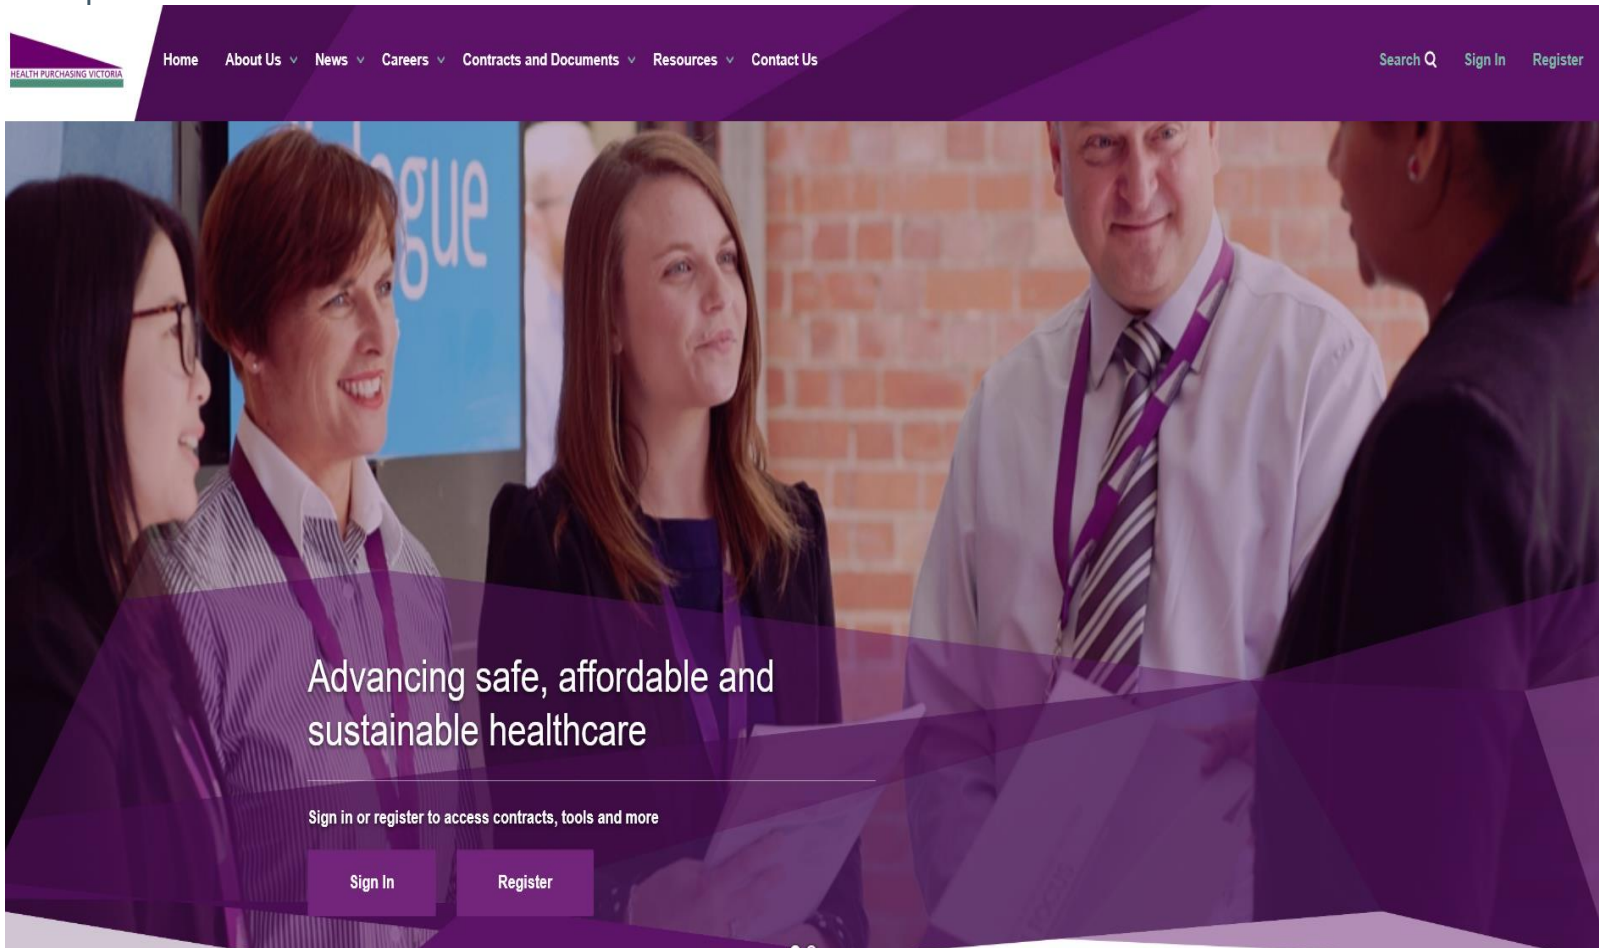 HEALTH PURCHASING VICTORIA
Home About Us News Careers Contracts and Documents Resources Contact Us Search Sign In Register
gue
Advancing safe, affordable and
sustainable healthcare
Sign in or register to access contracts, tools and more
Sign In Register